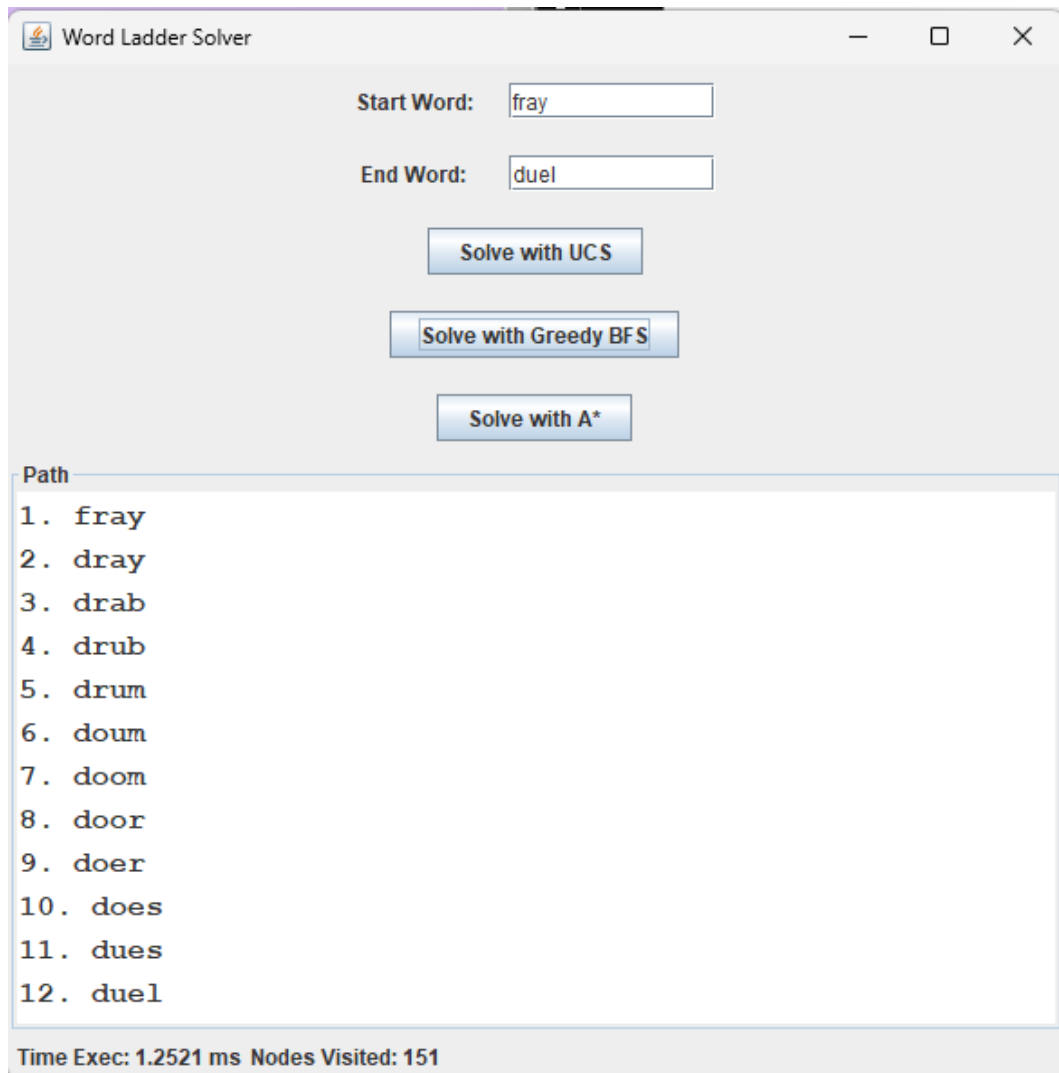 Word Ladder Solver
Start Word: fray
End Word: duel
Solve with UCS
Solve with Greedy BFS
Solve with A*
Path
1. fray
2. dray
3. drab
4. drub
5. drum
6. doum
7. doom
8. door
9. doer
10. does
11. dues
12. duel
Time Exec: 1.2521 ms Nodes Visited: 151